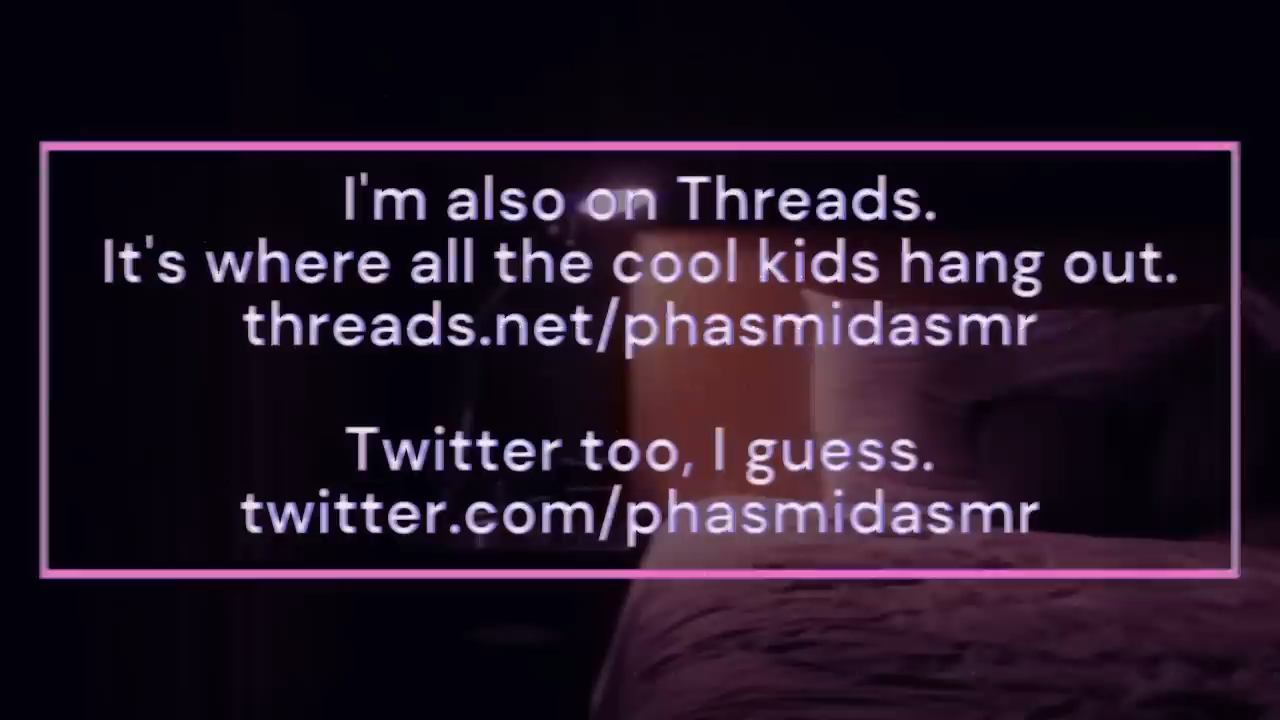 I'm also on Threads.
It's where all the cool kids hang out.
threads.net/phasmidasmr
Twitter too, I guess.
twitter.com/phasmidasmr